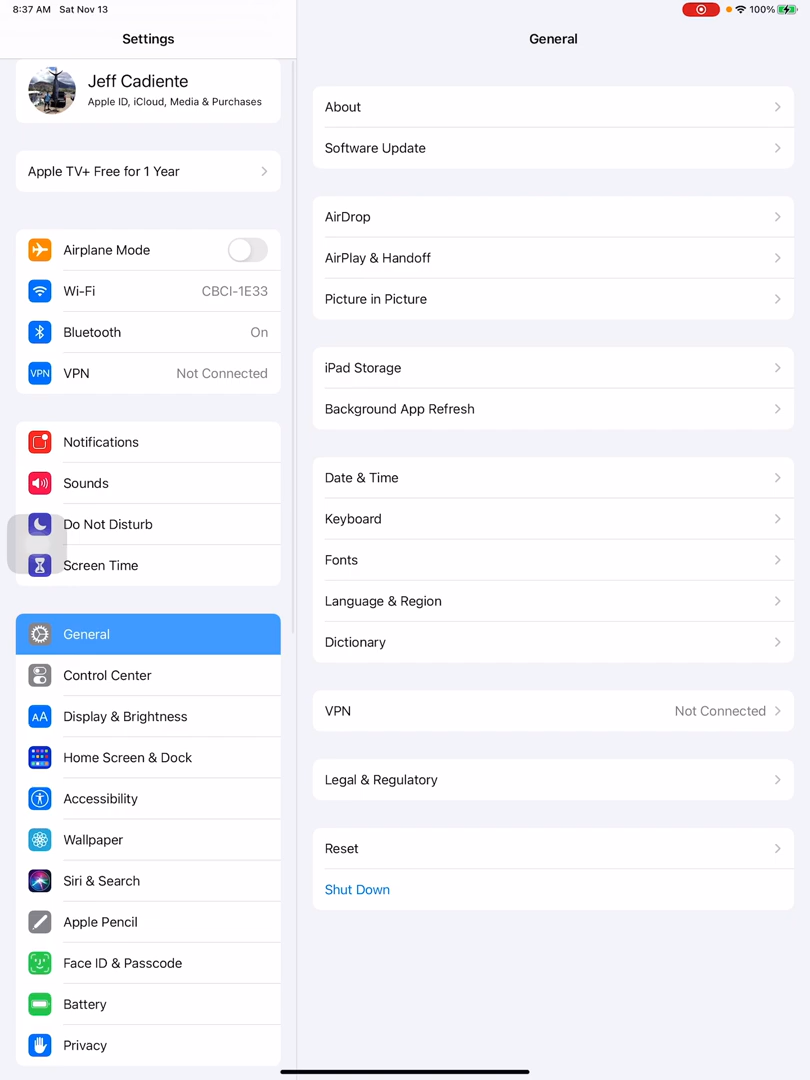 8:37 AM Sat Nov 13
100%
Settings
General
Jeff Cadiente
Apple ID, iCloud, Media & Purchases
Apple TV+ Free for 1 Year
Airplane Mode
Wi-Fi CBCI-1E33
Bluetooth On
VPN VPN Not Connected
Notifications
Sounds
Do Not Disturb
Screen Time
General
Control Center
AA Display & Brightness
Home Screen & Dock
Accessibility
Wallpaper
Siri & Search
Apple Pencil
Face ID & Passcode
Battery
Privacy
About
Software Update
AirDrop
AirPlay & Handoff
Picture in Picture
iPad Storage
Background App Refresh
Date & Time
Keyboard
Fonts
Language & Region
Dictionary
VPN Not Connected
Legal & Regulatory
Reset
Shut Down